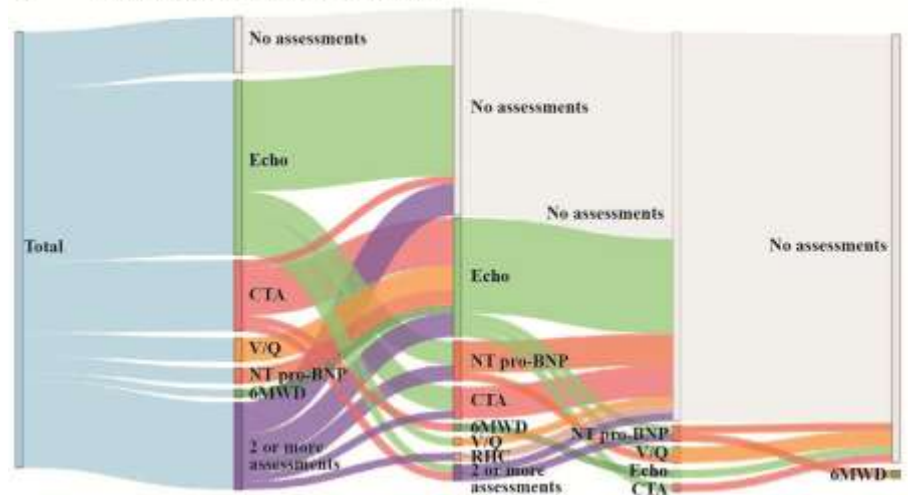 Total
No assessments
Echo
CTA
V/Q
NT pro-BNP
6MWD
2 or more
assessments
No assessments
Echo
NT pro-BNP
CTA
6MWD
V/Q
RHC
2 or more
assessments
No assessments
NT pro-BNP
V/Q
Echo
CTA
No assessments
6MWD